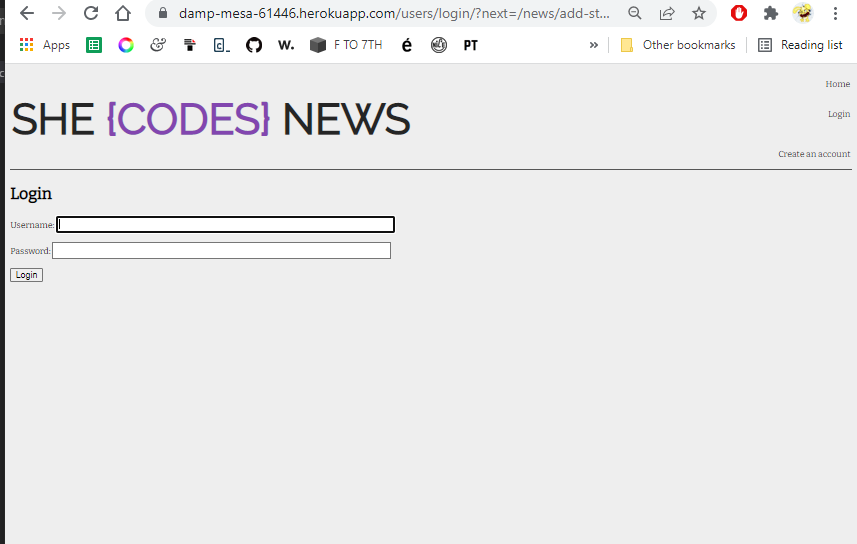 damp-mesa-61446.herokuapp.com/users/login/?next=/news/add-st...
Apps
w.
F TO 7TH
é
NICE
PT
»
Other bookmarks
Reading list
Home
SHE {CODES} NEWS
Login
Create an account
Login
Username:
Password:
Login